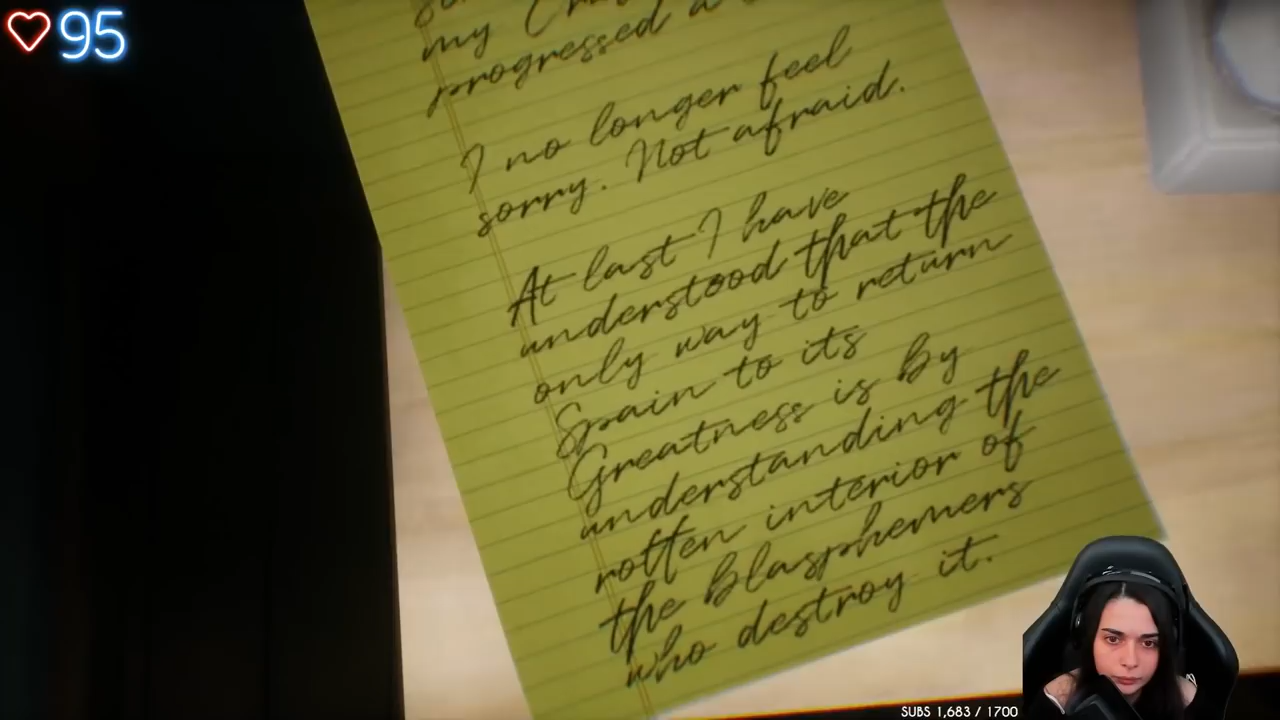 95
my
progressed a
I no longer feel
sorry. Not afraid.
At last I have
understood that the
only way to return
Spain to its
Greatness is by
understanding the
rotten interior of
the blasphemers
who destroy it.
SUBS 1,683 / 1700